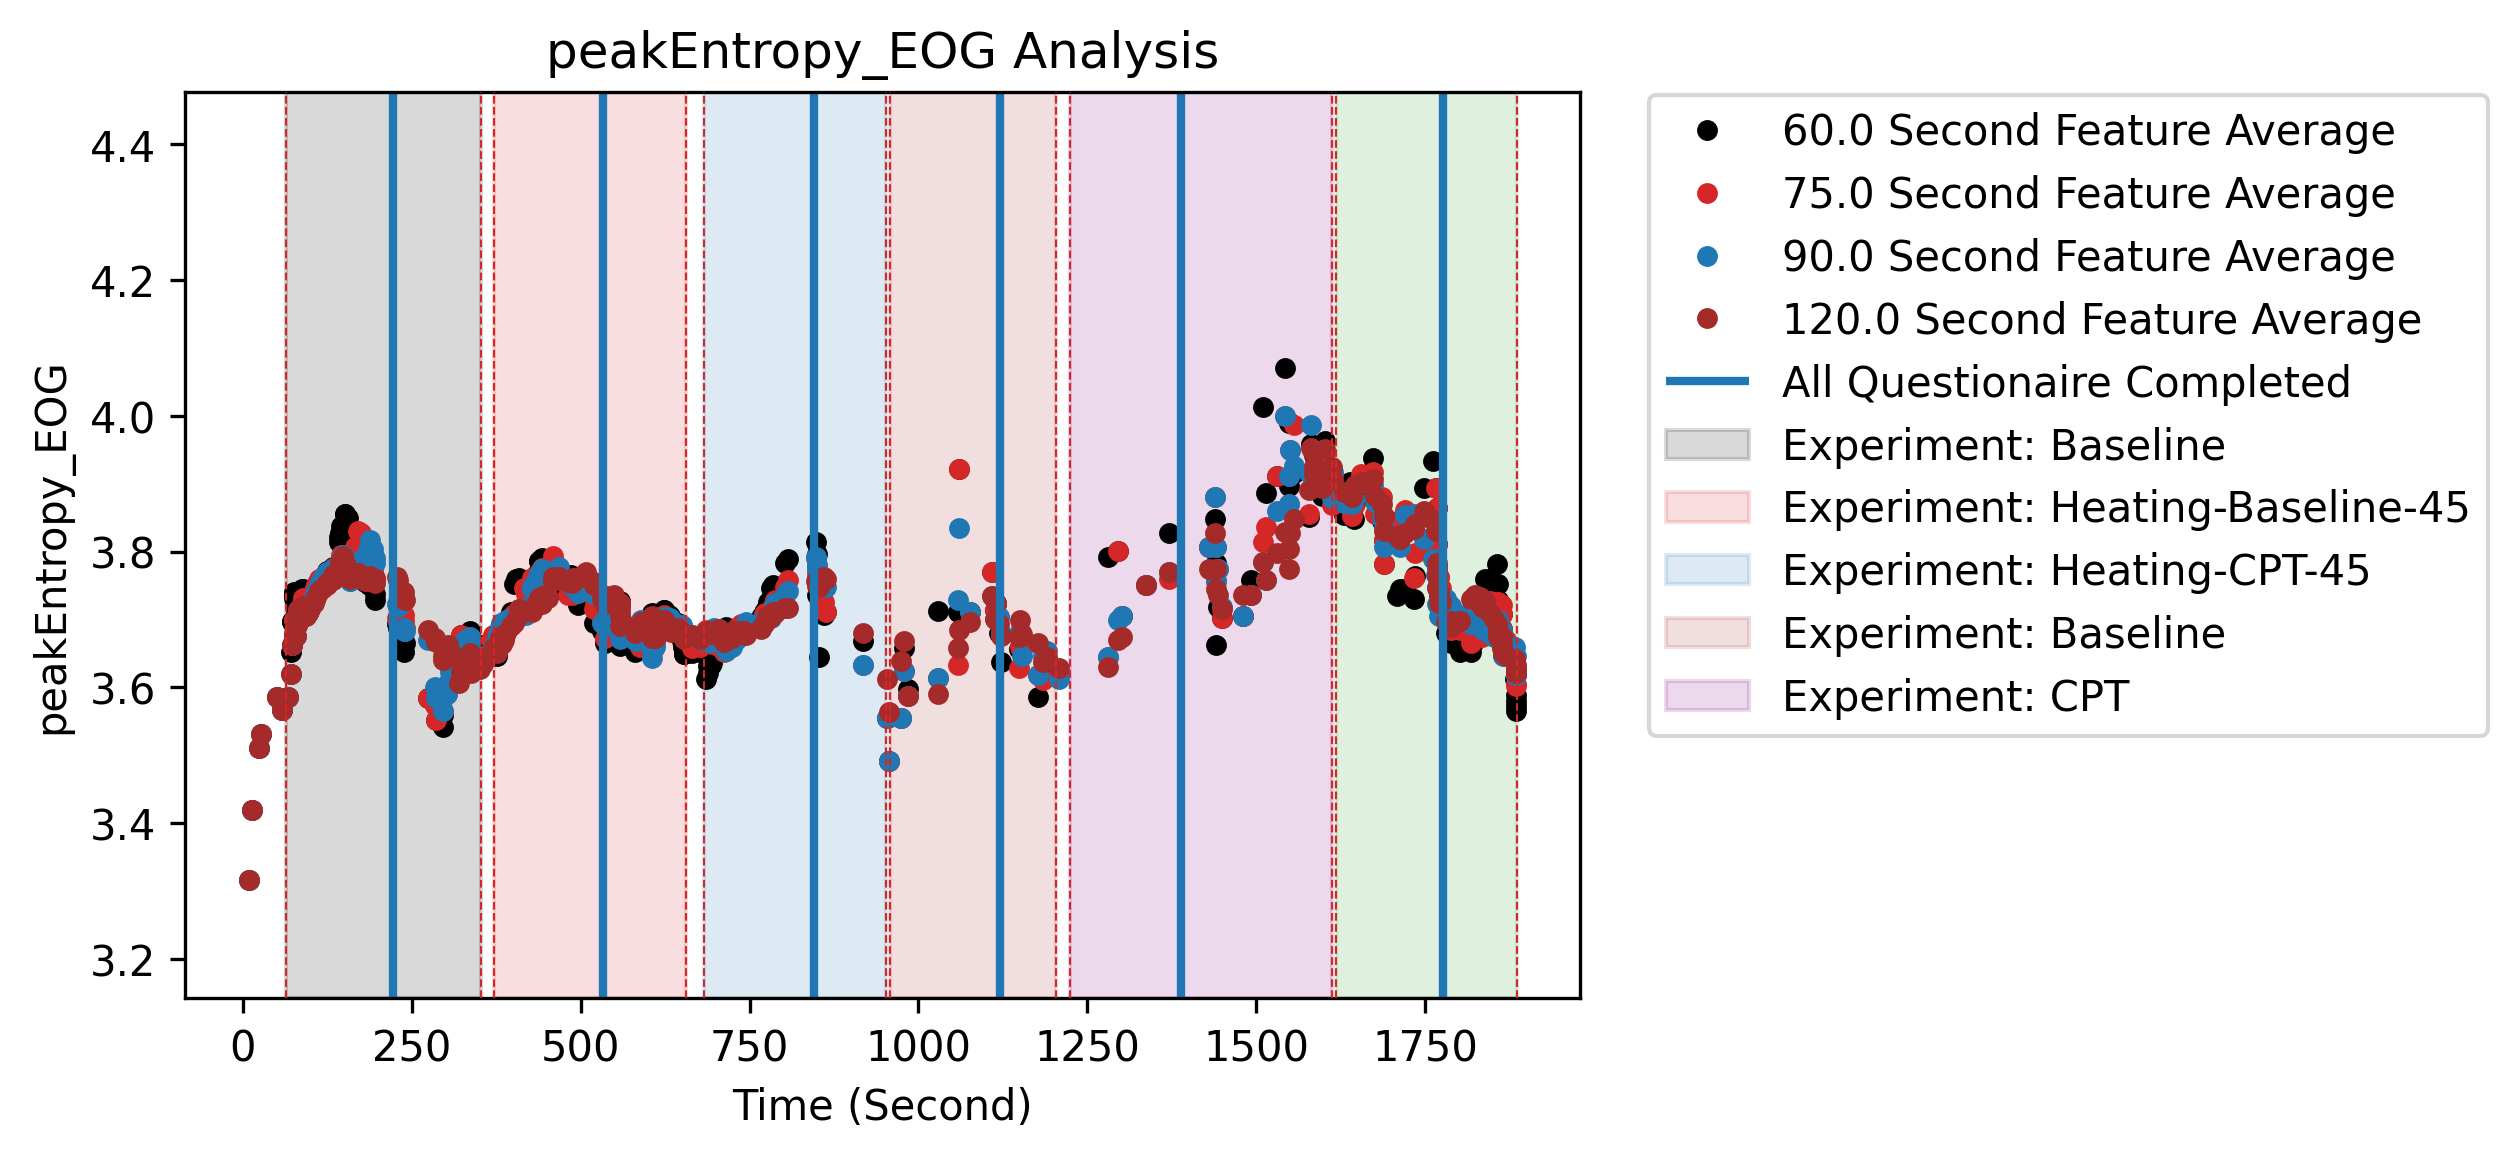 peakEntropy_EOG Analysis
4.4
4.2
4.0
3.8
3.6
3.4
3.2
peakEntropy_EOG
0 250 500 750 1000 1250 1500 1750
Time (Second)
60.0 Second Feature Average
75.0 Second Feature Average
90.0 Second Feature Average
120.0 Second Feature Average
All Questionaire Completed
Experiment: Baseline
Experiment: Heating-Baseline-45
Experiment: Heating-CPT-45
Experiment: Baseline
Experiment: CPT